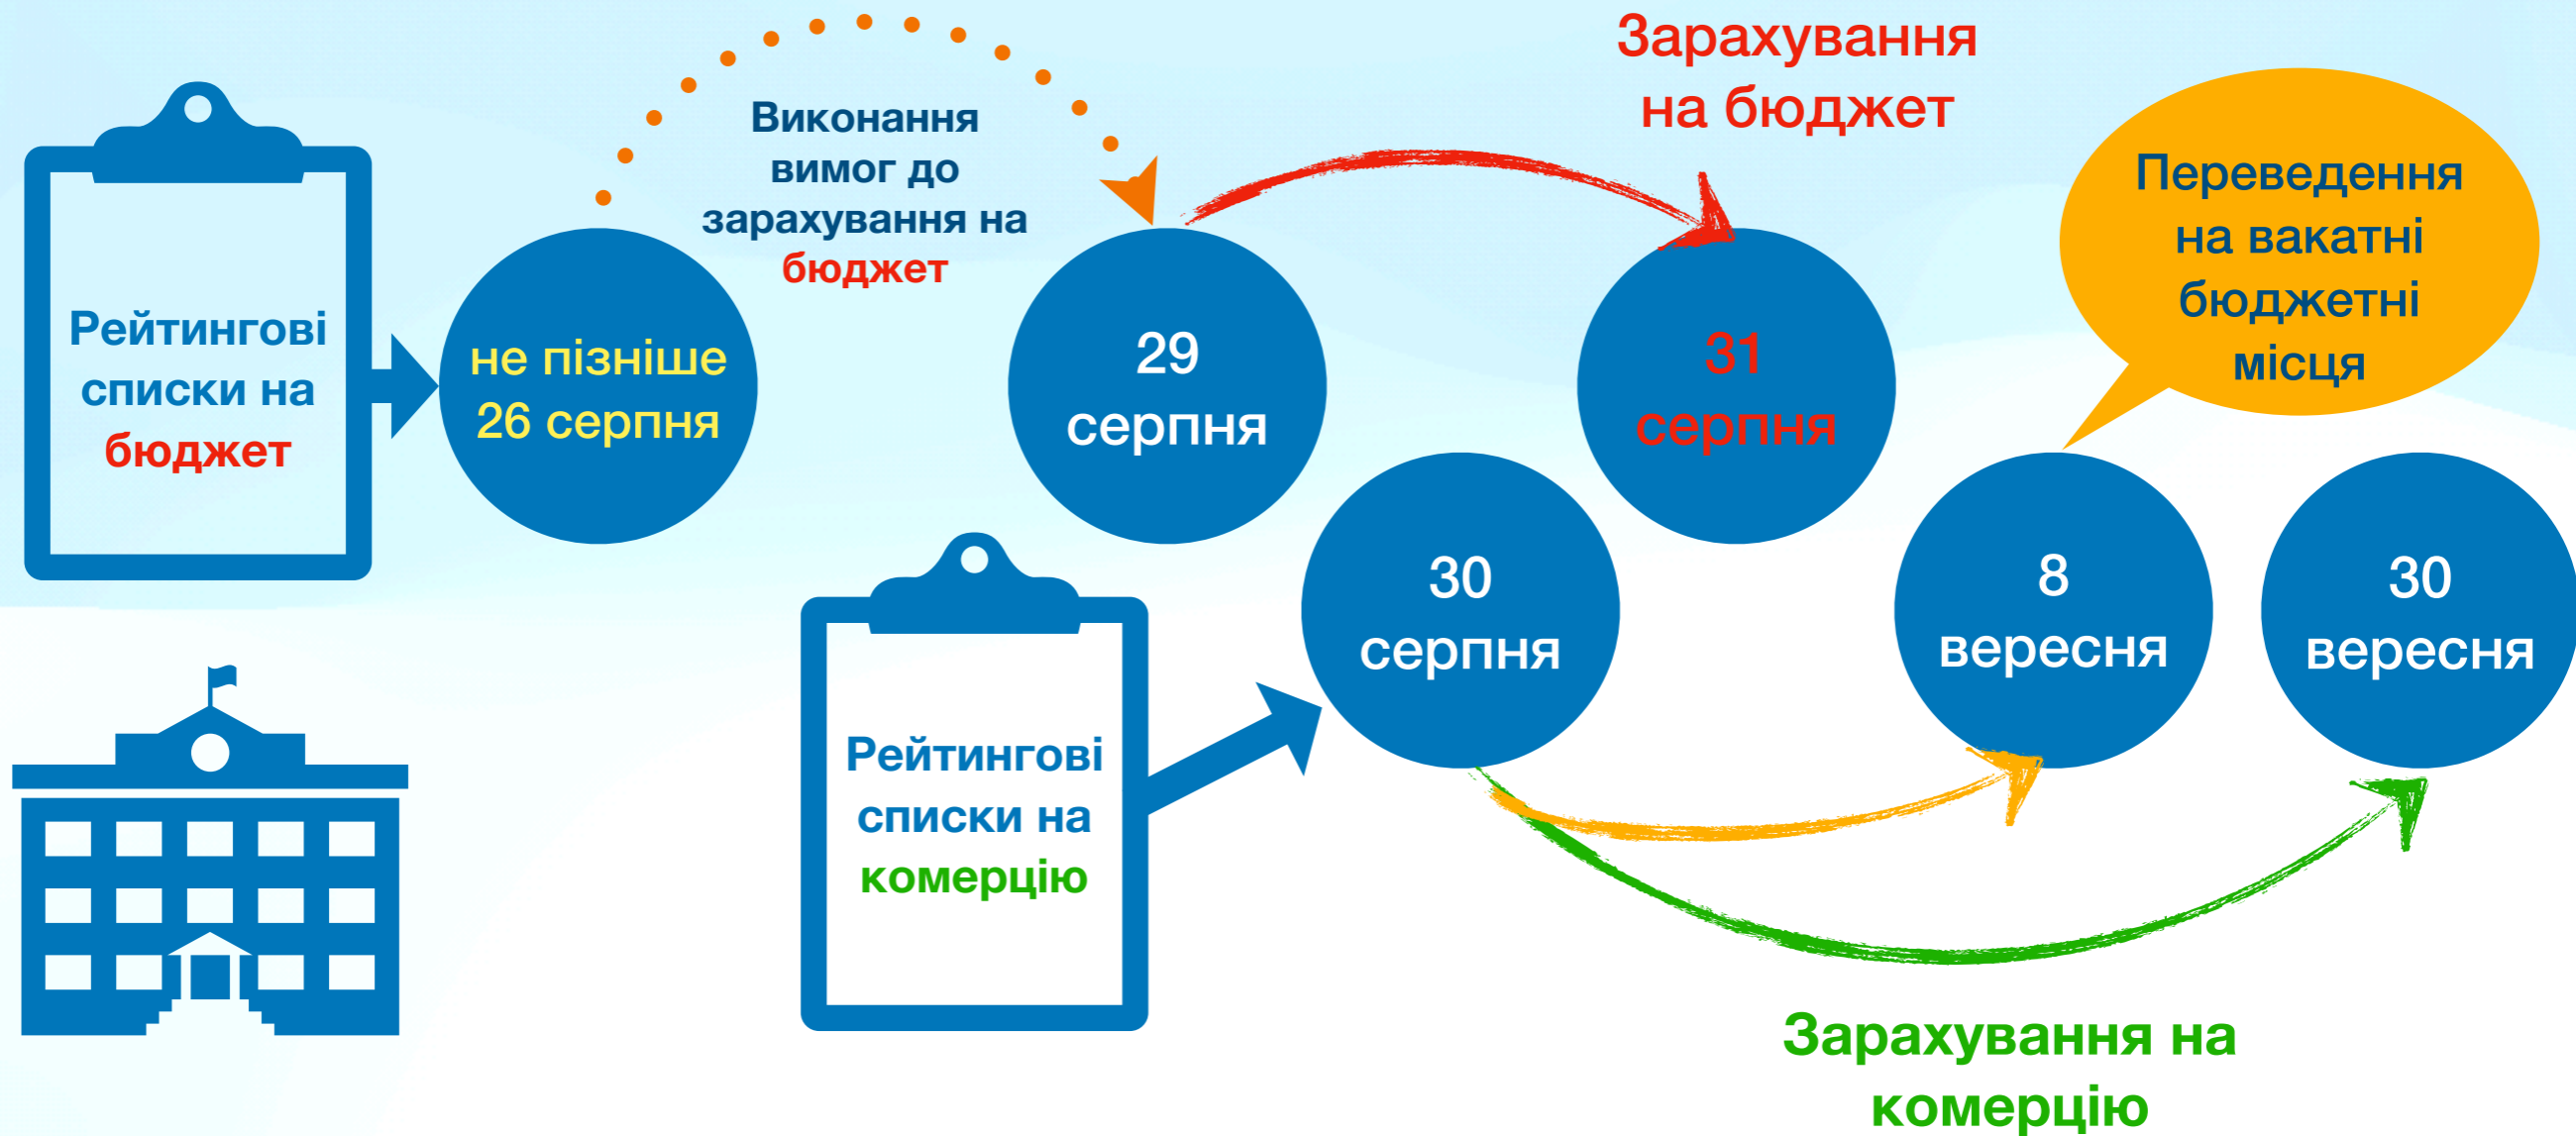 Рейтингові
списки на
бюджет
не пізніше
26 серпня
Виконання
вимог до
зарахування на
бюджет
29
серпня
Зарахування
на бюджет
31
серпня
Рейтингові
списки на
комерцію
30
серпня
Переведення
на вакатні
бюджетні
місця
8
вересня
30
вересня
Зарахування на
комерцію